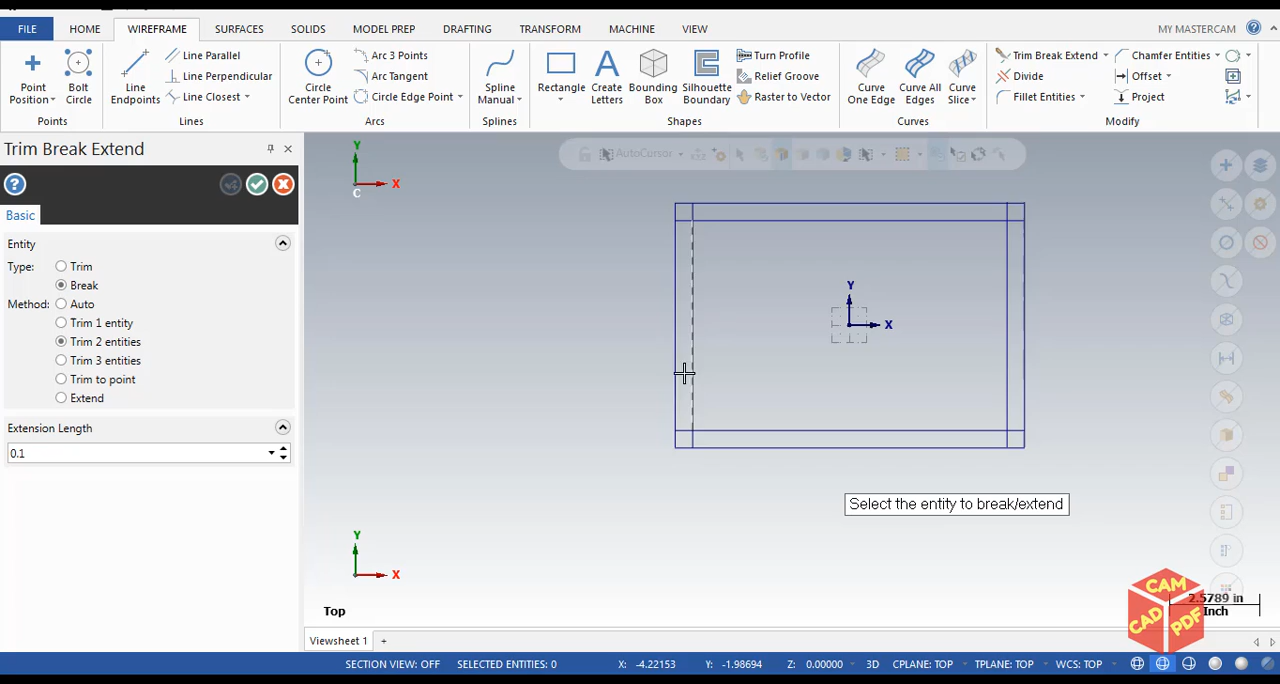 FILE HOME WIREFRAME SURFACES SOLIDS MODEL PREP DRAFTING TRANSFORM MACHINE VIEW MY MASTERCAM
Point Position
Bolt Circle
Points
Line Endpoints
Line Parallel
Line Perpendicular
Line Closest
Lines
Circle Center Point
Arc 3 Points
Arc Tangent
Circle Edge Point
Arcs
Spline Manual
Splines
Rectangle
Create Letters
Bounding Box
Silhouette Boundary
Turn Profile
Relief Groove
Raster to Vector
Shapes
Curve One Edge
Curve All Edges
Curve Slice
Curves
Trim Break Extend
Divide
Fillet Entities
Chamfer Entities
Offset
Project
Modify
Trim Break Extend
Basic
Entity
Type: Trim
Break
Method: Auto
Trim 1 entity
Trim 2 entities
Trim 3 entities
Trim to point
Extend
Extension Length
0.1
AutoCursor
Y
X
C
Y
X
Select the entity to break/extend
Y
X
Top
2.5789 in
Inch
CAM
CAD
PDF
Viewsheet 1 +
SECTION VIEW: OFF SELECTED ENTITIES: 0 X: -4.22153 Y: -1.98694 Z: 0.00000 3D CPLANE: TOP TPLANE: TOP WCS: TOP